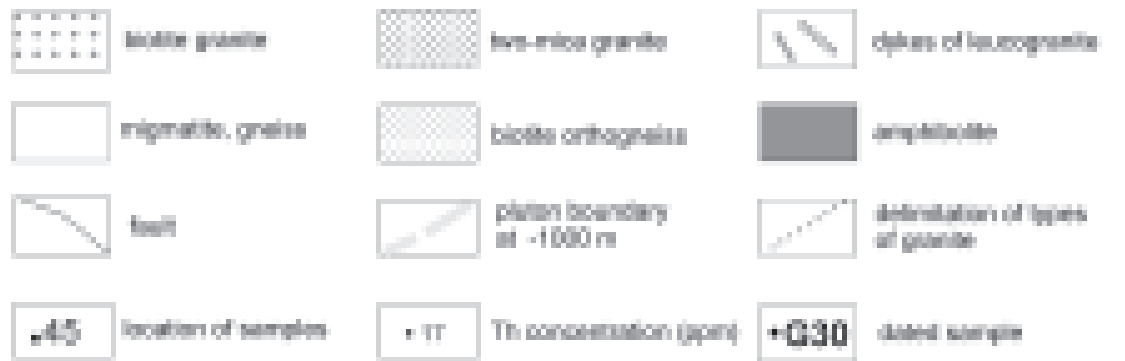 biotite granite
two-mica granite
dykes of leucogranite
migmatite, gneiss
biotite orthogneiss
amphibolite
fault
pluton boundary
at -1000 m
delimitation of types
of granite
.45 location of samples
• 17 Th concentration (ppm)
•G30 dated sample